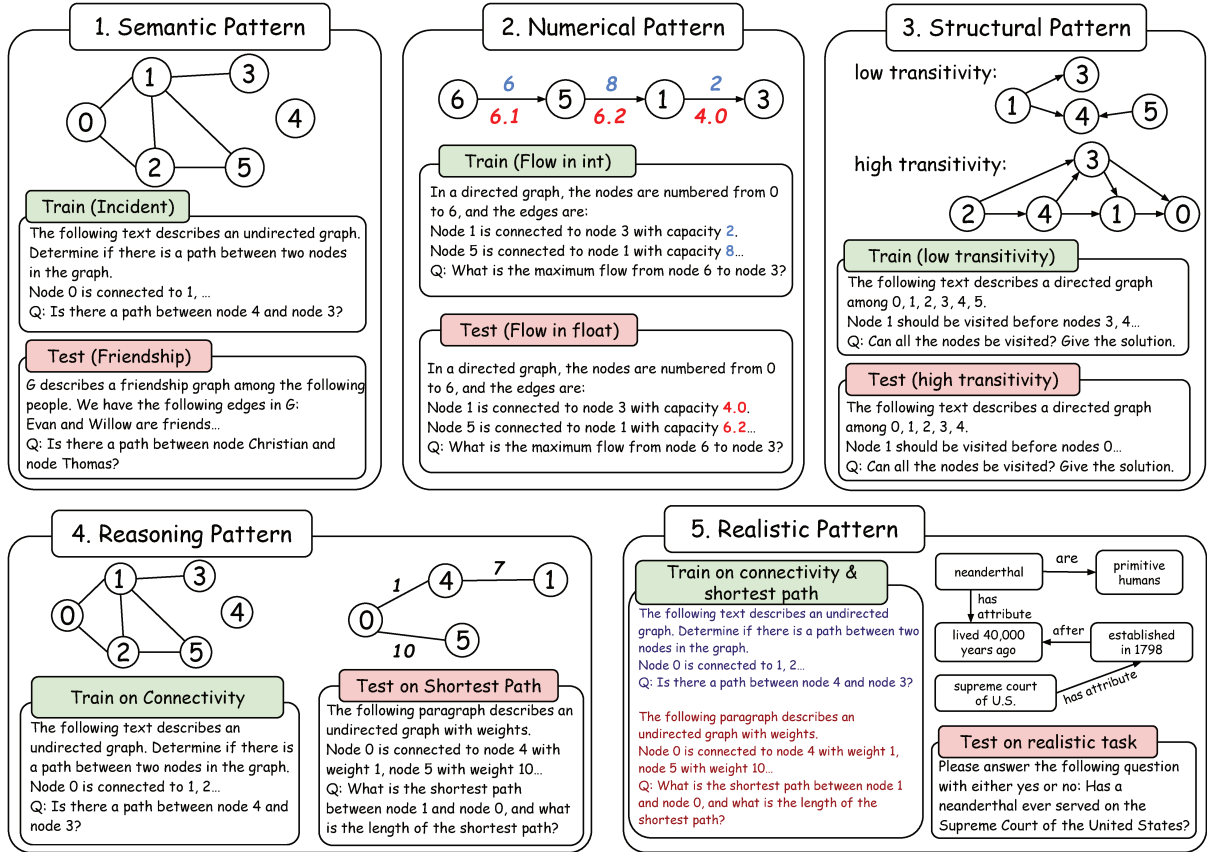 1. Semantic Pattern
1
3
0
4
2
5
Train (Incident)
The following text describes an undirected graph.
Determine if there is a path between two nodes
in the graph.
Node 0 is connected to 1, …
Q: Is there a path between node 4 and node 3?
Test (Friendship)
G describes a friendship graph among the following
people. We have the following edges in G:
Evan and Willow are friends…
Q: Is there a path between node Christian and
node Thomas?
2. Numerical Pattern
6 8 2
6 5 1 3
6.1 6.2 4.0
Train (Flow in int)
In a directed graph, the nodes are numbered from 0
to 6, and the edges are:
Node 1 is connected to node 3 with capacity 2.
Node 5 is connected to node 1 with capacity 8…
Q: What is the maximum flow from node 6 to node 3?
Test (Flow in float)
In a directed graph, the nodes are numbered from 0
to 6, and the edges are:
Node 1 is connected to node 3 with capacity 4.0.
Node 5 is connected to node 1 with capacity 6.2…
Q: What is the maximum flow from node 6 to node 3?
3. Structural Pattern
low transitivity:
3
1
4
5
high transitivity:
3
2 4 1 0
Train (low transitivity)
The following text describes a directed graph
among 0, 1, 2, 3, 4, 5.
Node 1 should be visited before nodes 3, 4…
Q: Can all the nodes be visited? Give the solution.
Test (high transitivity)
The following text describes a directed graph
among 0, 1, 2, 3, 4.
Node 1 should be visited before nodes 0…
Q: Can all the nodes be visited? Give the solution.
4. Reasoning Pattern
1
3
0
4
2
5
Train on Connectivity
The following text describes an
undirected graph. Determine if there is
a path between two nodes in the graph.
Node 0 is connected to 1, 2…
Q: Is there a path between node 4 and
node 3?
1
4
7
1
0
5
10
Test on Shortest Path
The following paragraph describes an
undirected graph with weights.
Node 0 is connected to node 4 with
weight 1, node 5 with weight 10…
Q: What is the shortest path
between node 1 and node 0, and what
is the length of the shortest path?
5. Realistic Pattern
Train on connectivity &
shortest path
The following text describes an undirected
graph. Determine if there is a path between two
nodes in the graph.
Node 0 is connected to 1, 2…
Q: Is there a path between node 4 and node 3?
The following paragraph describes an
undirected graph with weights.
Node 0 is connected to node 4 with weight 1,
node 5 with weight 10…
Q: What is the shortest path between node 1
and node 0, and what is the length of the
shortest path?
neanderthal
are
primitive
humans
has
attribute
lived 40,000
years ago
after
established
in 1798
supreme court
of U.S.
has attribute
Test on realistic task
Please answer the following question
with either yes or no: Has a
neanderthal ever served on the
Supreme Court of the United States?